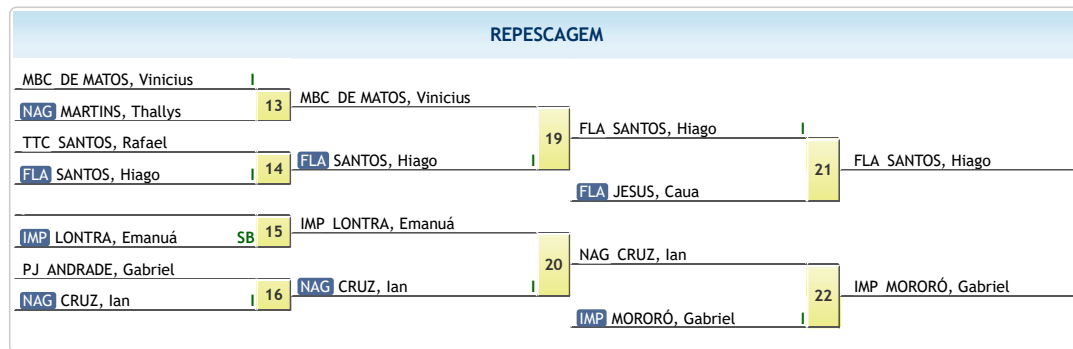 REPESCAGEM
MBC DE MATOS, Vinicius I
NAG MARTINS, Thallys
13
MBC DE MATOS, Vinicius
TTC SANTOS, Rafael
FLA SANTOS, Hiago I
14
FLA SANTOS, Hiago I
19
FLA SANTOS, Hiago I
FLA JESUS, Caua
21
FLA SANTOS, Hiago
IMP LONTRA, Emanuá SB
15
IMP LONTRA, Emanuá
PJ ANDRADE, Gabriel
NAG CRUZ, Ian I
16
NAG CRUZ, Ian I
20
NAG CRUZ, Ian
IMP MORORÓ, Gabriel I
22
IMP MORORÓ, Gabriel